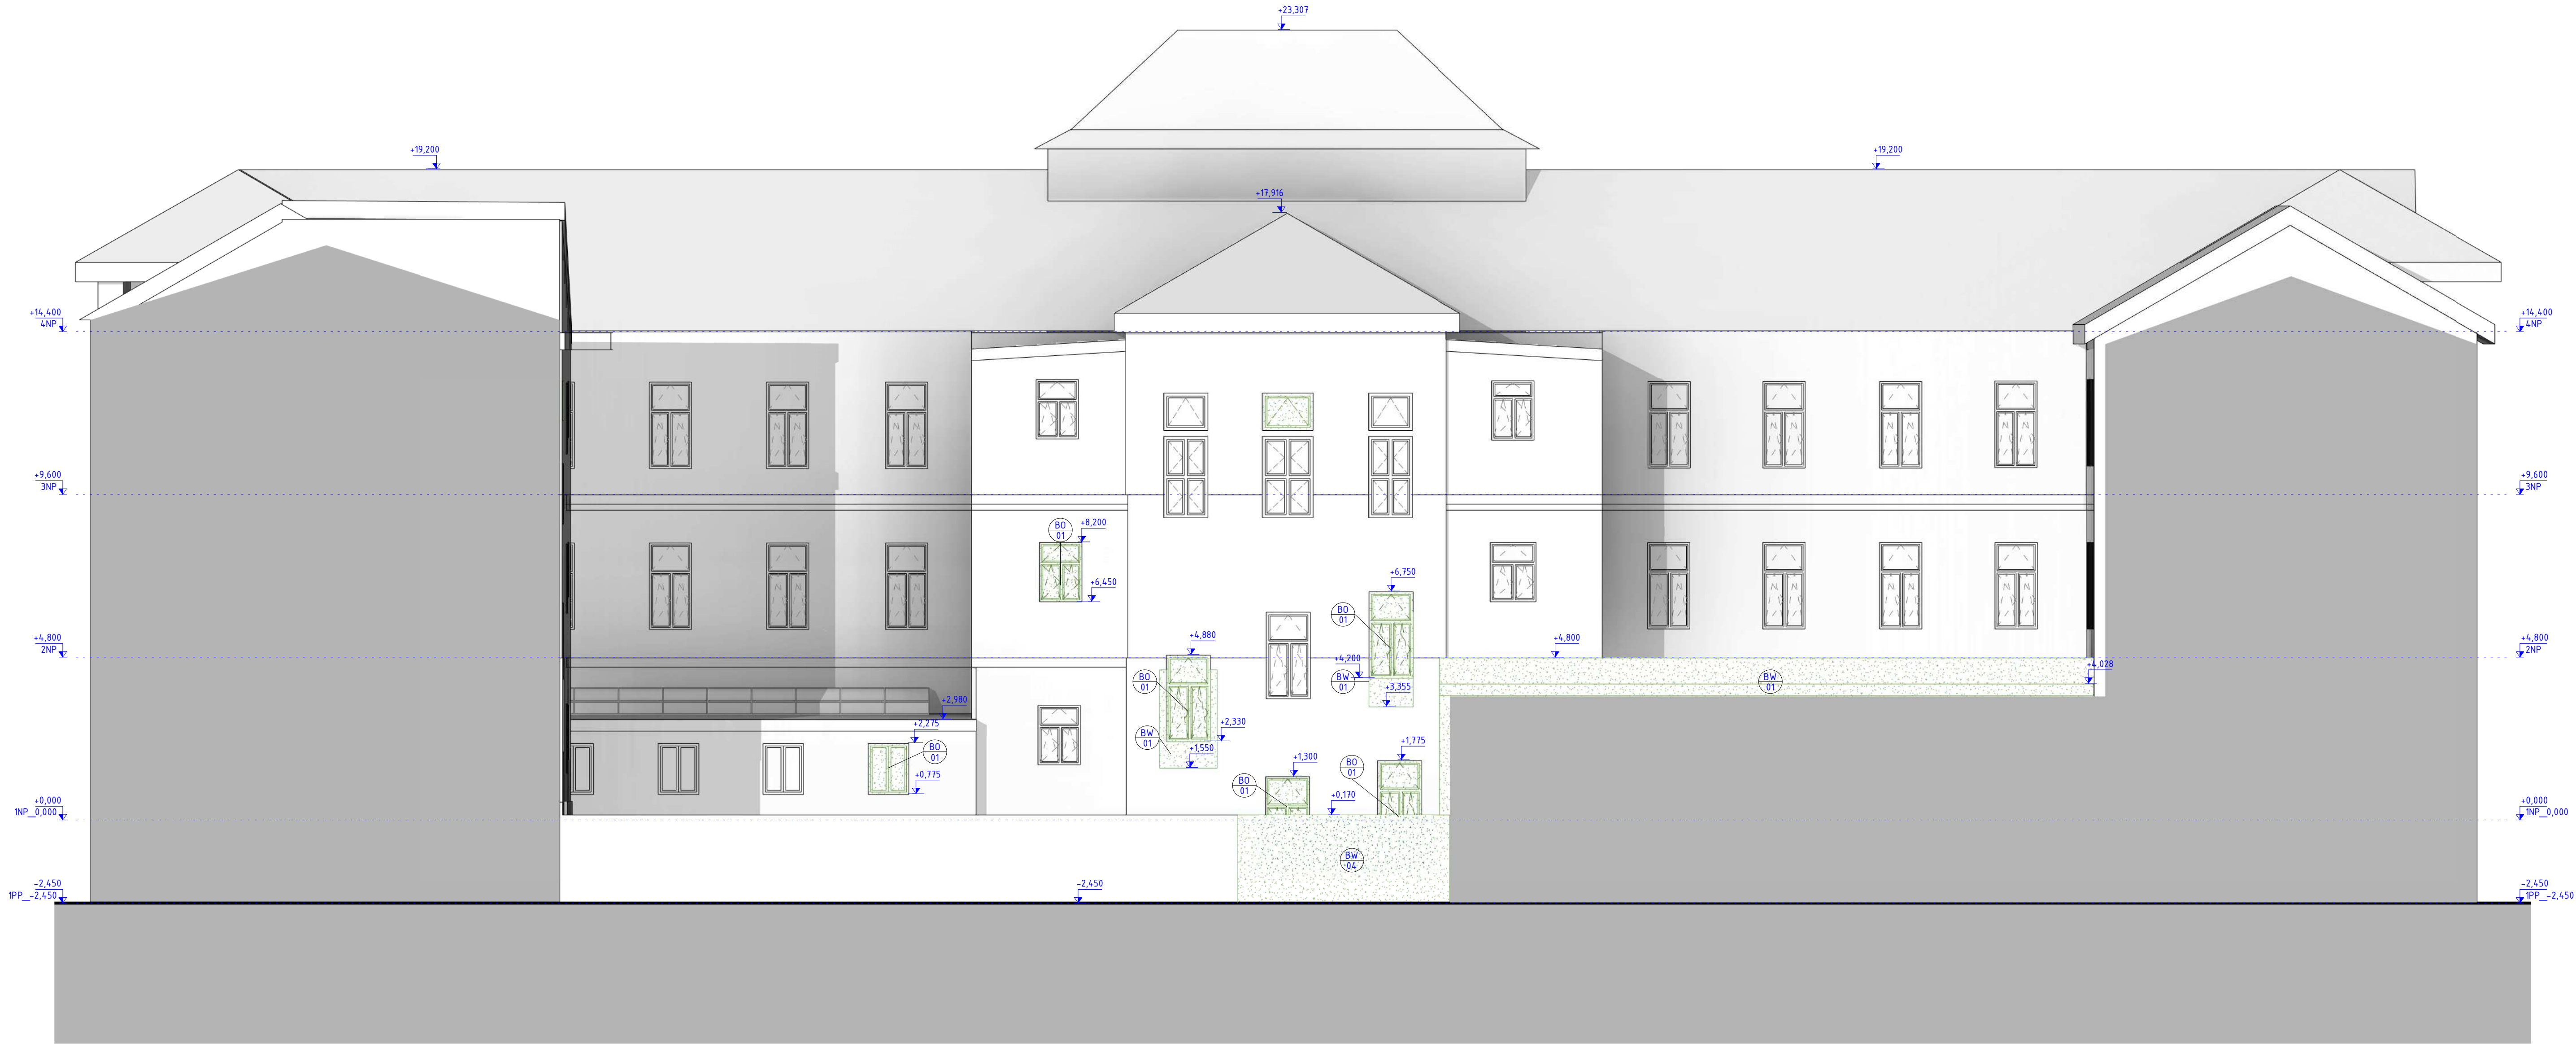 +23,307
+19,200
+19,200
+17,916
+14,400
4NP
+14,400
4NP
+9,600
3NP
+9,600
3NP
BO
01
+8,200
+6,450
+6,750
BO
01
+4,800
2NP
+4,880
+4,800
+4,800
2NP
+4,200
+4,028
BO
01
BW
01
BW
01
+3,355
+2,980
+2,275
+2,330
BW
01
BO
01
+1,550
+1,775
+1,300
BO
01
+0,775
BO
01
+0,170
+0,000
1NP__0,000
+0,000
1NP__0,000
BW
04
-2,450
1PP__-2,450
-2,450
-2,450
1PP__-2,450